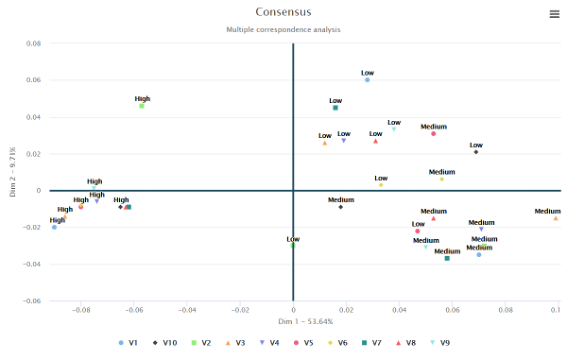 Consensus
Multiple correspondence analysis
0.08
0.06
0.04
0.02
0
−0.02
−0.04
−0.06
Dim 2 - 9.71%
Low
Low
High
Low
Medium
Low
Low
Low
Low
Low
Medium
High
Low
High
High
High
High
Medium
High
Medium
Medium
Low
Medium
Low
Medium
Medium
Medium
−0.08
−0.06
−0.04
−0.02
0
0.02
0.04
0.06
0.08
0.1
Dim 1 - 53.64%
V1 V10 V2 V3 V4 V5 V6 V7 V8 V9